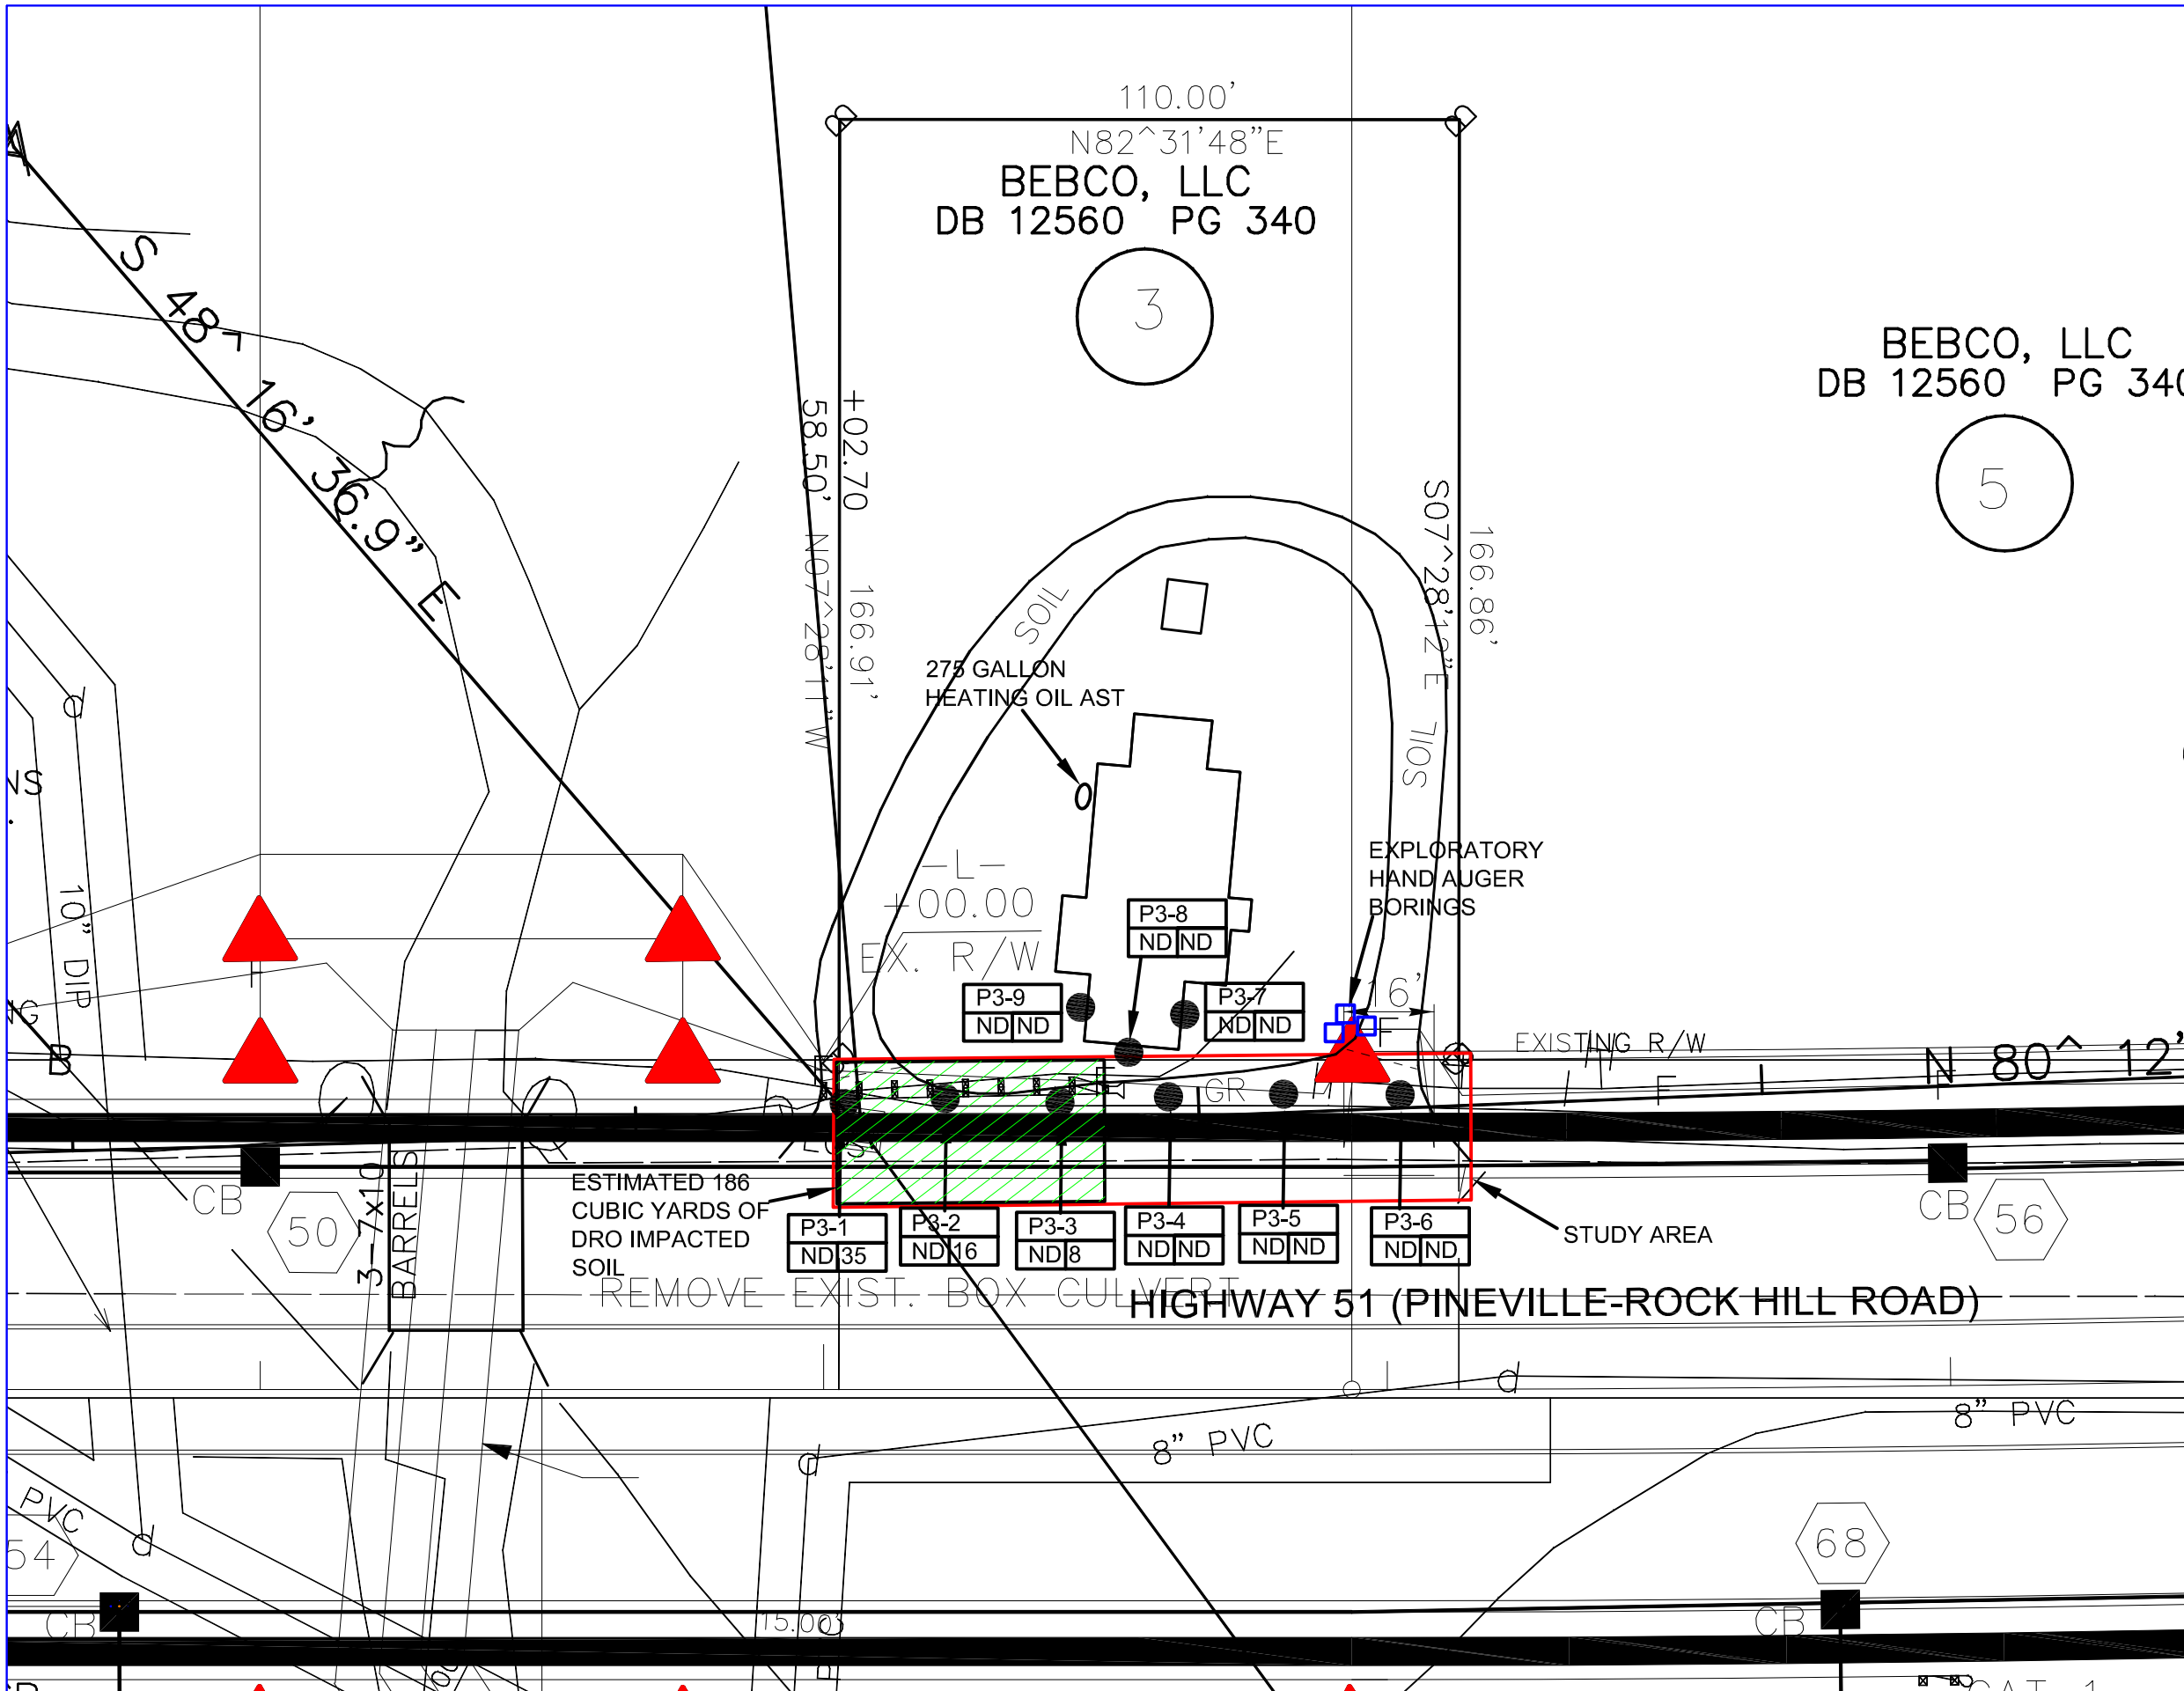 110.00'
N82^31'48"E
BEBCO, LLC
DB 12560 PG 340
3
BEBCO, LLC
DB 12560 PG 340
5
S 48^ 16' 36.9" E
+02.70
58.50'
N07^28'11"W
166.91'
S07^28'12"E
166.86'
SOIL
SOIL
275 GALLON
HEATING OIL AST
EXPLORATORY
HAND AUGER
BORINGS
-L-
+00.00
EX. R/W
P3-8
ND ND
P3-9
ND ND
P3-7
ND ND
16'
F
EXISTING R/W
N 80^ 12'
10" DIP
F
B
GR
F
ESTIMATED 186
CUBIC YARDS OF
DRO IMPACTED
SOIL
P3-1
ND 35
P3-2
ND 16
P3-3
ND 8
P3-4
ND ND
P3-5
ND ND
P3-6
ND ND
STUDY AREA
CB
50
3-7x10
BARRELS
CB
56
REMOVE EXIST. BOX CULVERT
HIGHWAY 51 (PINEVILLE-ROCK HILL ROAD)
8" PVC
8" PVC
PVC
54
68
CB
15.00
CB
CAT 1